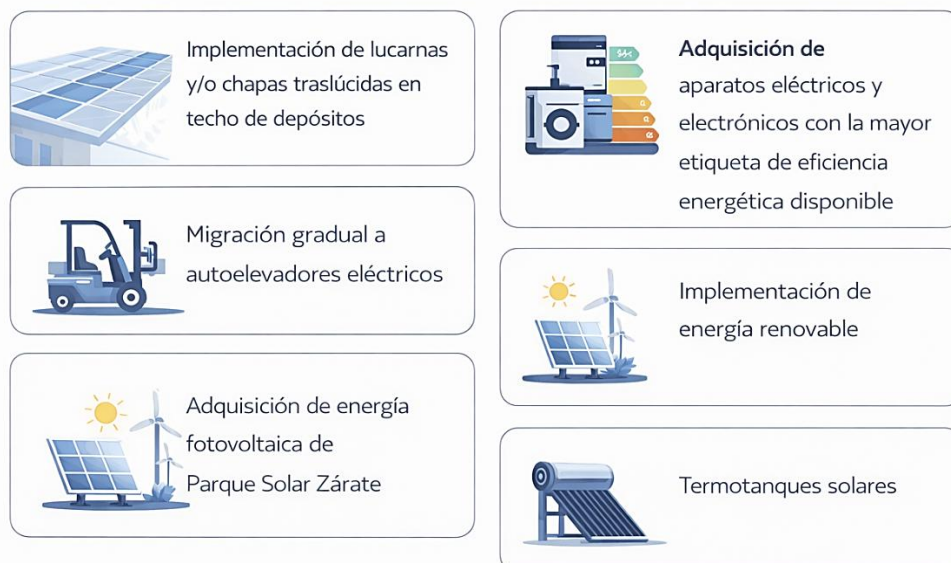 Implementación de lucarnas
y/o chapas traslúcidas en
techo de depósitos
Migración gradual a
autoelevadores eléctricos
Adquisición de energía
fotovoltaica de
Parque Solar Zárate
Adquisición de
aparatos eléctricos y
electrónicos con la mayor
etiqueta de eficiencia
energética disponible
Implementación de
energía renovable
Termotanques solares